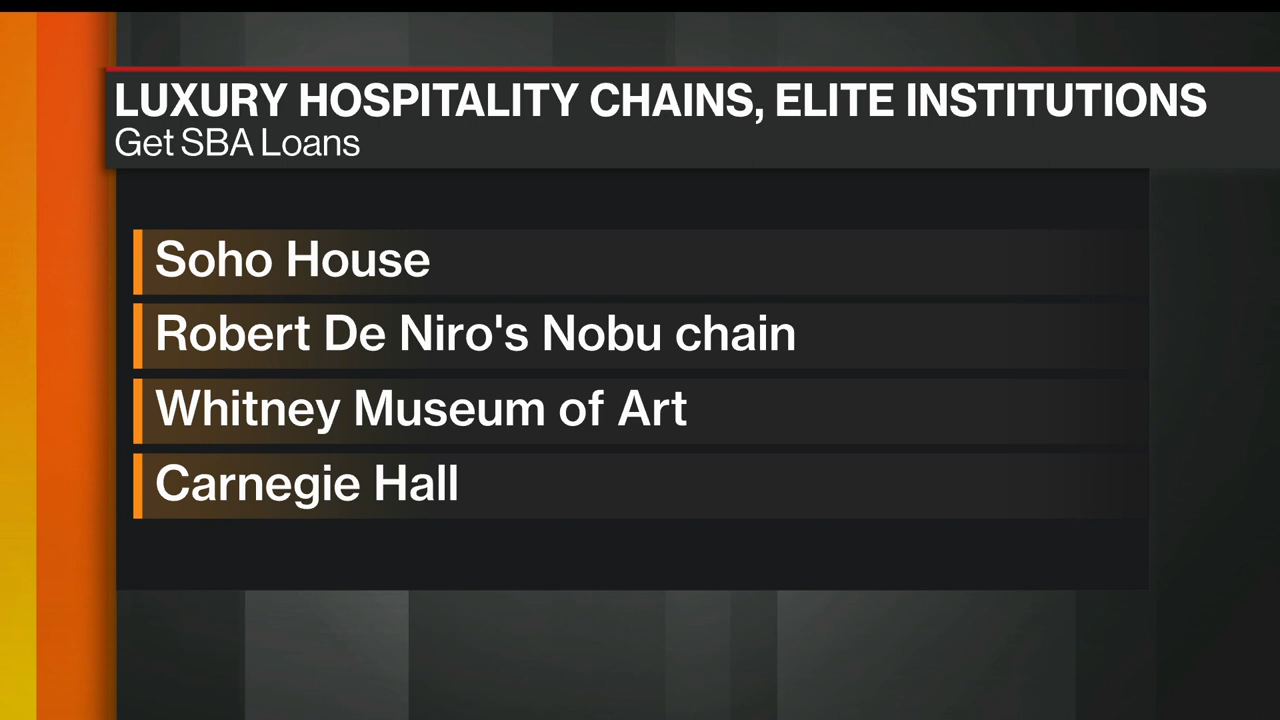 LUXURY HOSPITALITY CHAINS, ELITE INSTITUTIONS
Get SBA Loans
Soho House
Robert De Niro's Nobu chain
Whitney Museum of Art
Carnegie Hall